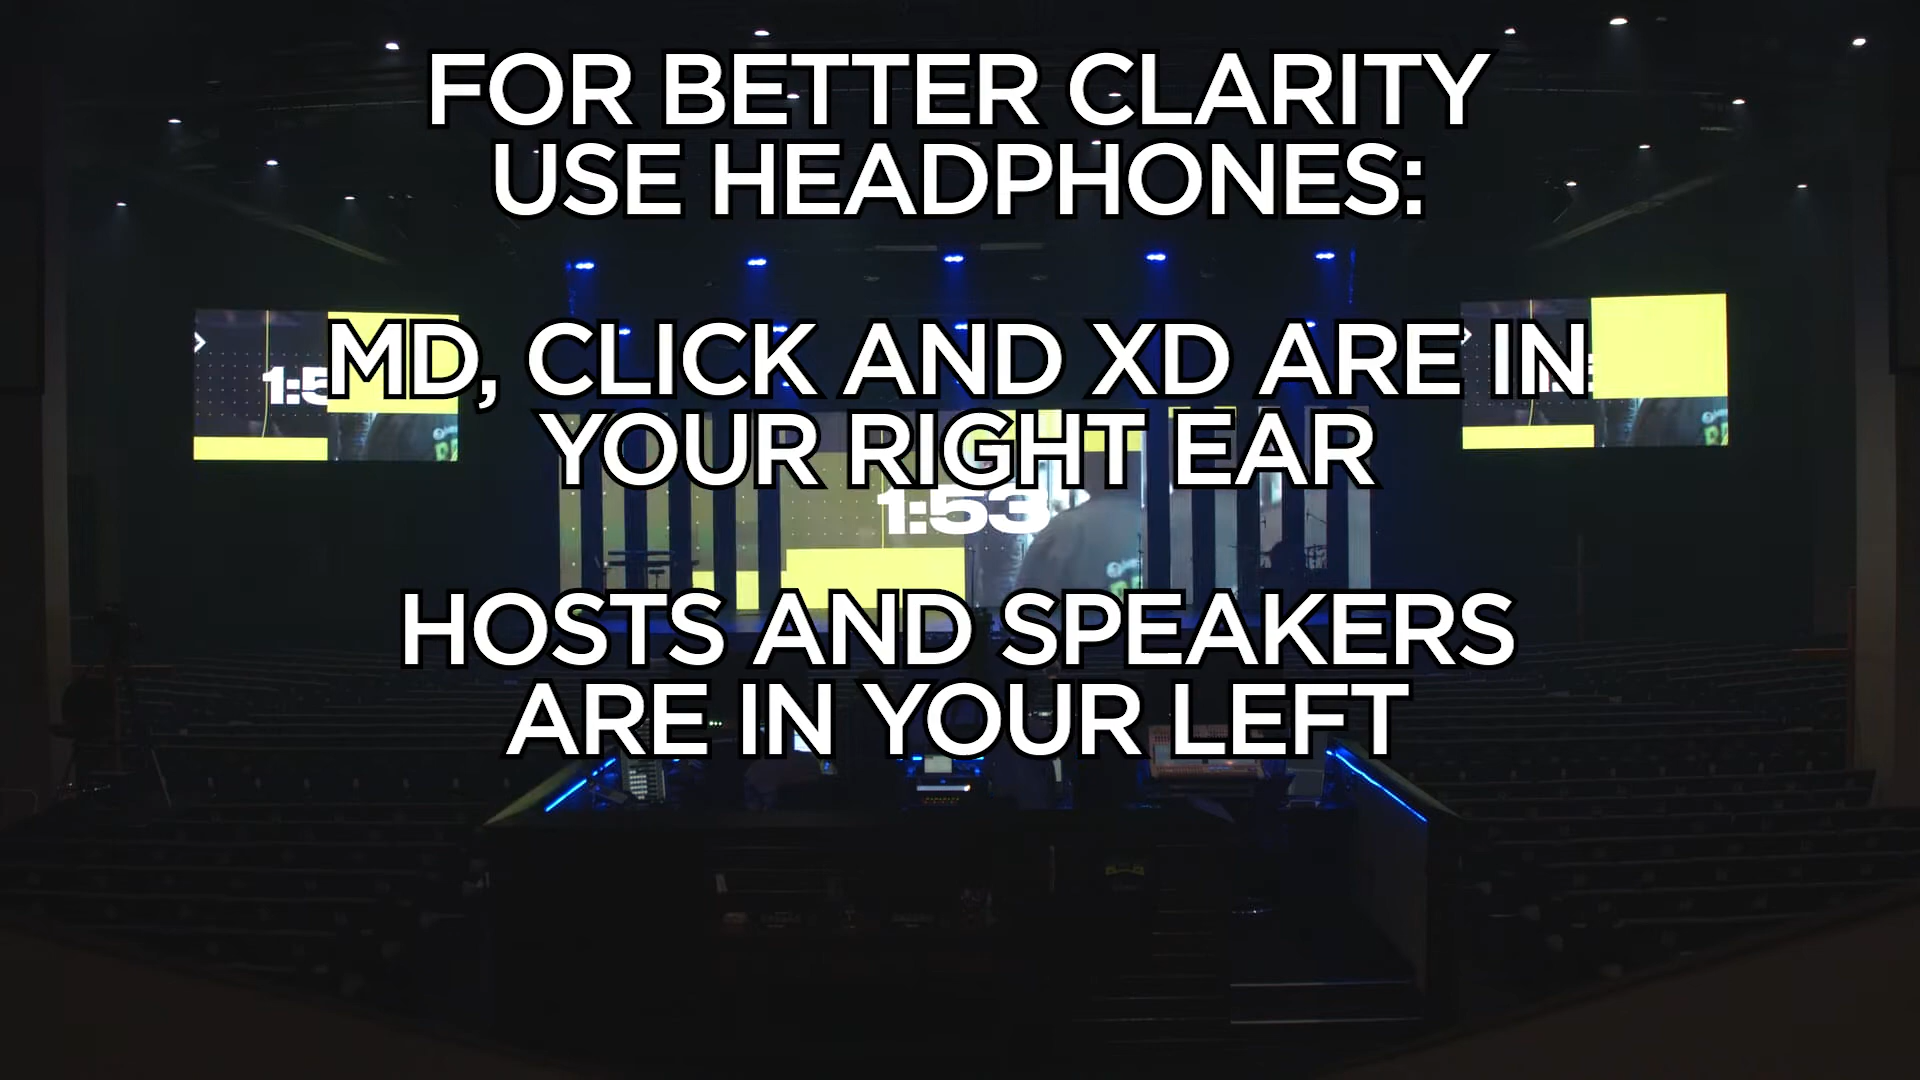 FOR BETTER CLARITY
USE HEADPHONES:
MD, CLICK AND XD ARE IN
YOUR RIGHT EAR
1:53
HOSTS AND SPEAKERS
ARE IN YOUR LEFT